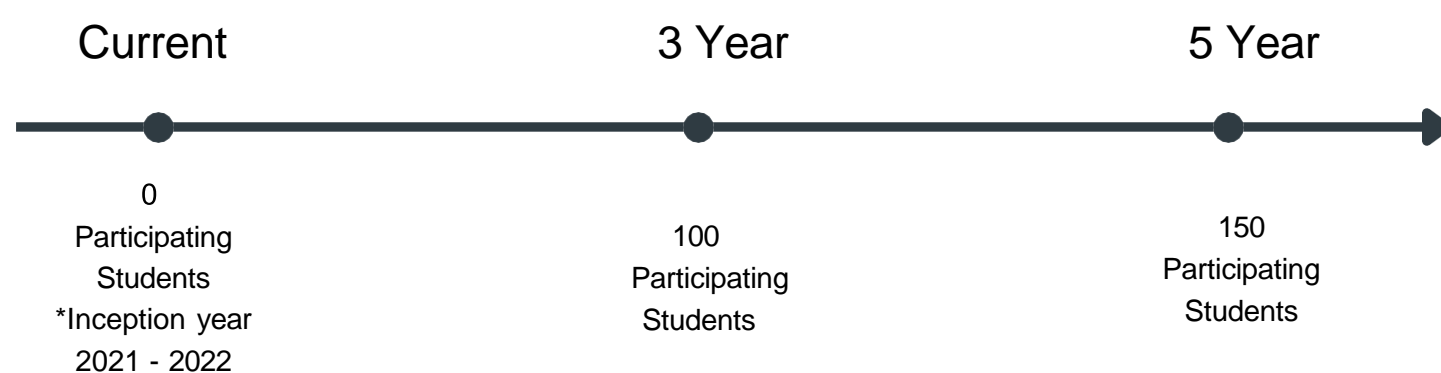 Current
3 Year
5 Year
0
Participating
Students
*Inception year
2021 - 2022
100
Participating
Students
150
Participating
Students